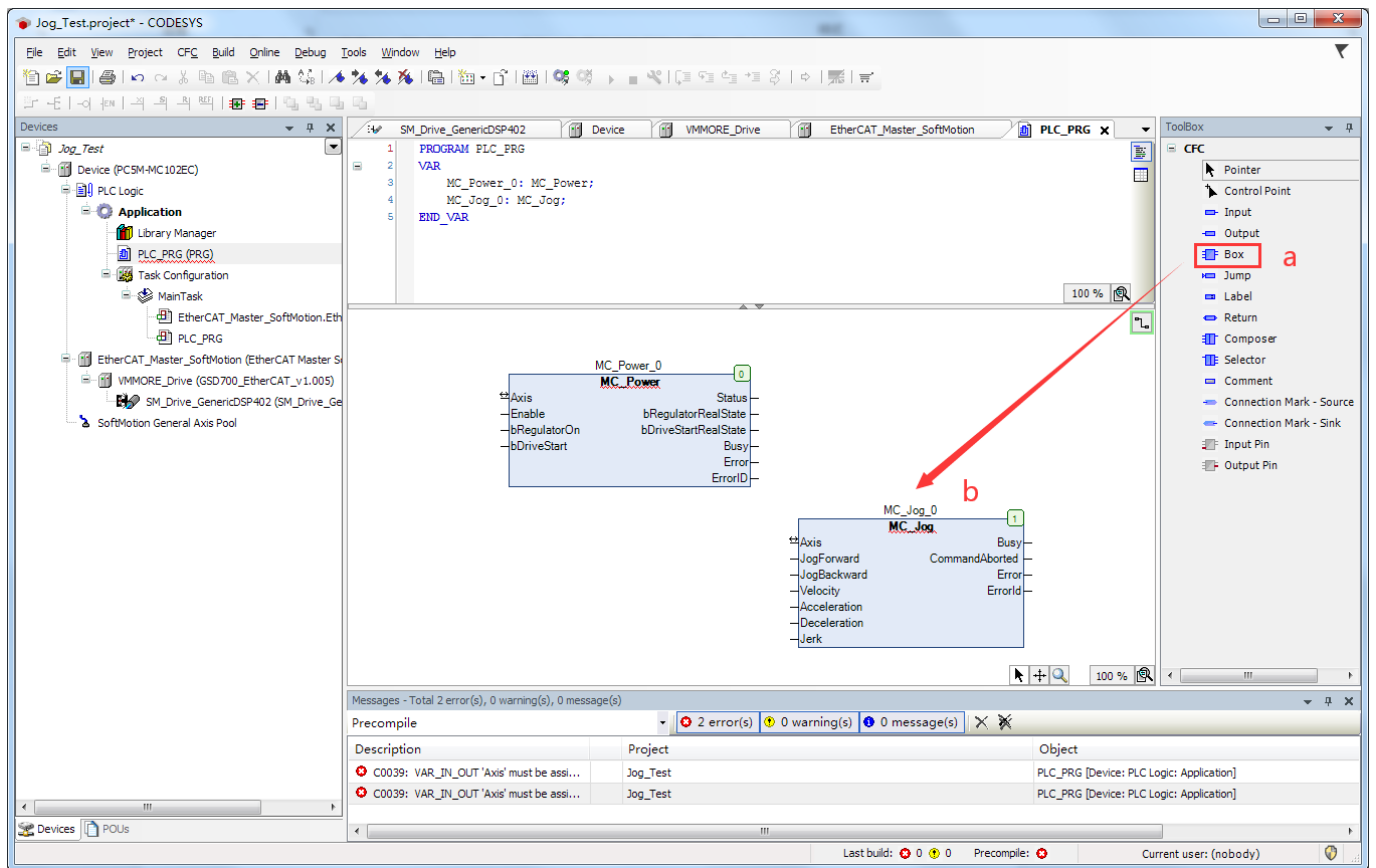 Jog_Test.project* - CODESYS
File Edit View Project CFC Build Online Debug Tools Window Help
Devices
Jog_Test
Device (PC5M-MC102EC)
PLC Logic
Application
Library Manager
PLC_PRG (PRG)
Task Configuration
MainTask
EtherCAT_Master_SoftMotion.Eth
PLC_PRG
EtherCAT_Master_SoftMotion (EtherCAT Master S
VMMORE_Drive (GSD700_EtherCAT_v1.005)
SM_Drive_GenericDSP402 (SM_Drive_Ge
SoftMotion General Axis Pool
Devices POUs
SM_Drive_GenericDSP402 Device VMMORE_Drive EtherCAT_Master_SoftMotion PLC_PRG
1 PROGRAM PLC_PRG
2 VAR
3 MC_Power_0: MC_Power;
4 MC_Jog_0: MC_Jog;
5 END_VAR
100 %
MC_Power_0
0
MC_Power
Axis Status
Enable bRegulatorRealState
bRegulatorOn bDriveStartRealState
bDriveStart Busy
Error
ErrorID
b
MC_Jog_0
1
MC_Jog
Axis Busy
JogForward CommandAborted
JogBackward Error
Velocity ErrorId
Acceleration
Deceleration
Jerk
100 %
ToolBox
CFC
Pointer
Control Point
Input
Output
Box a
Jump
Label
Return
Composer
Selector
Comment
Connection Mark - Source
Connection Mark - Sink
Input Pin
Output Pin
Messages - Total 2 error(s), 0 warning(s), 0 message(s)
Precompile 2 error(s) 0 warning(s) 0 message(s)
Description Project Object
C0039: VAR_IN_OUT 'Axis' must be assi... Jog_Test PLC_PRG [Device: PLC Logic: Application]
C0039: VAR_IN_OUT 'Axis' must be assi... Jog_Test PLC_PRG [Device: PLC Logic: Application]
Last build: 0 0 Precompile: Current user: (nobody)